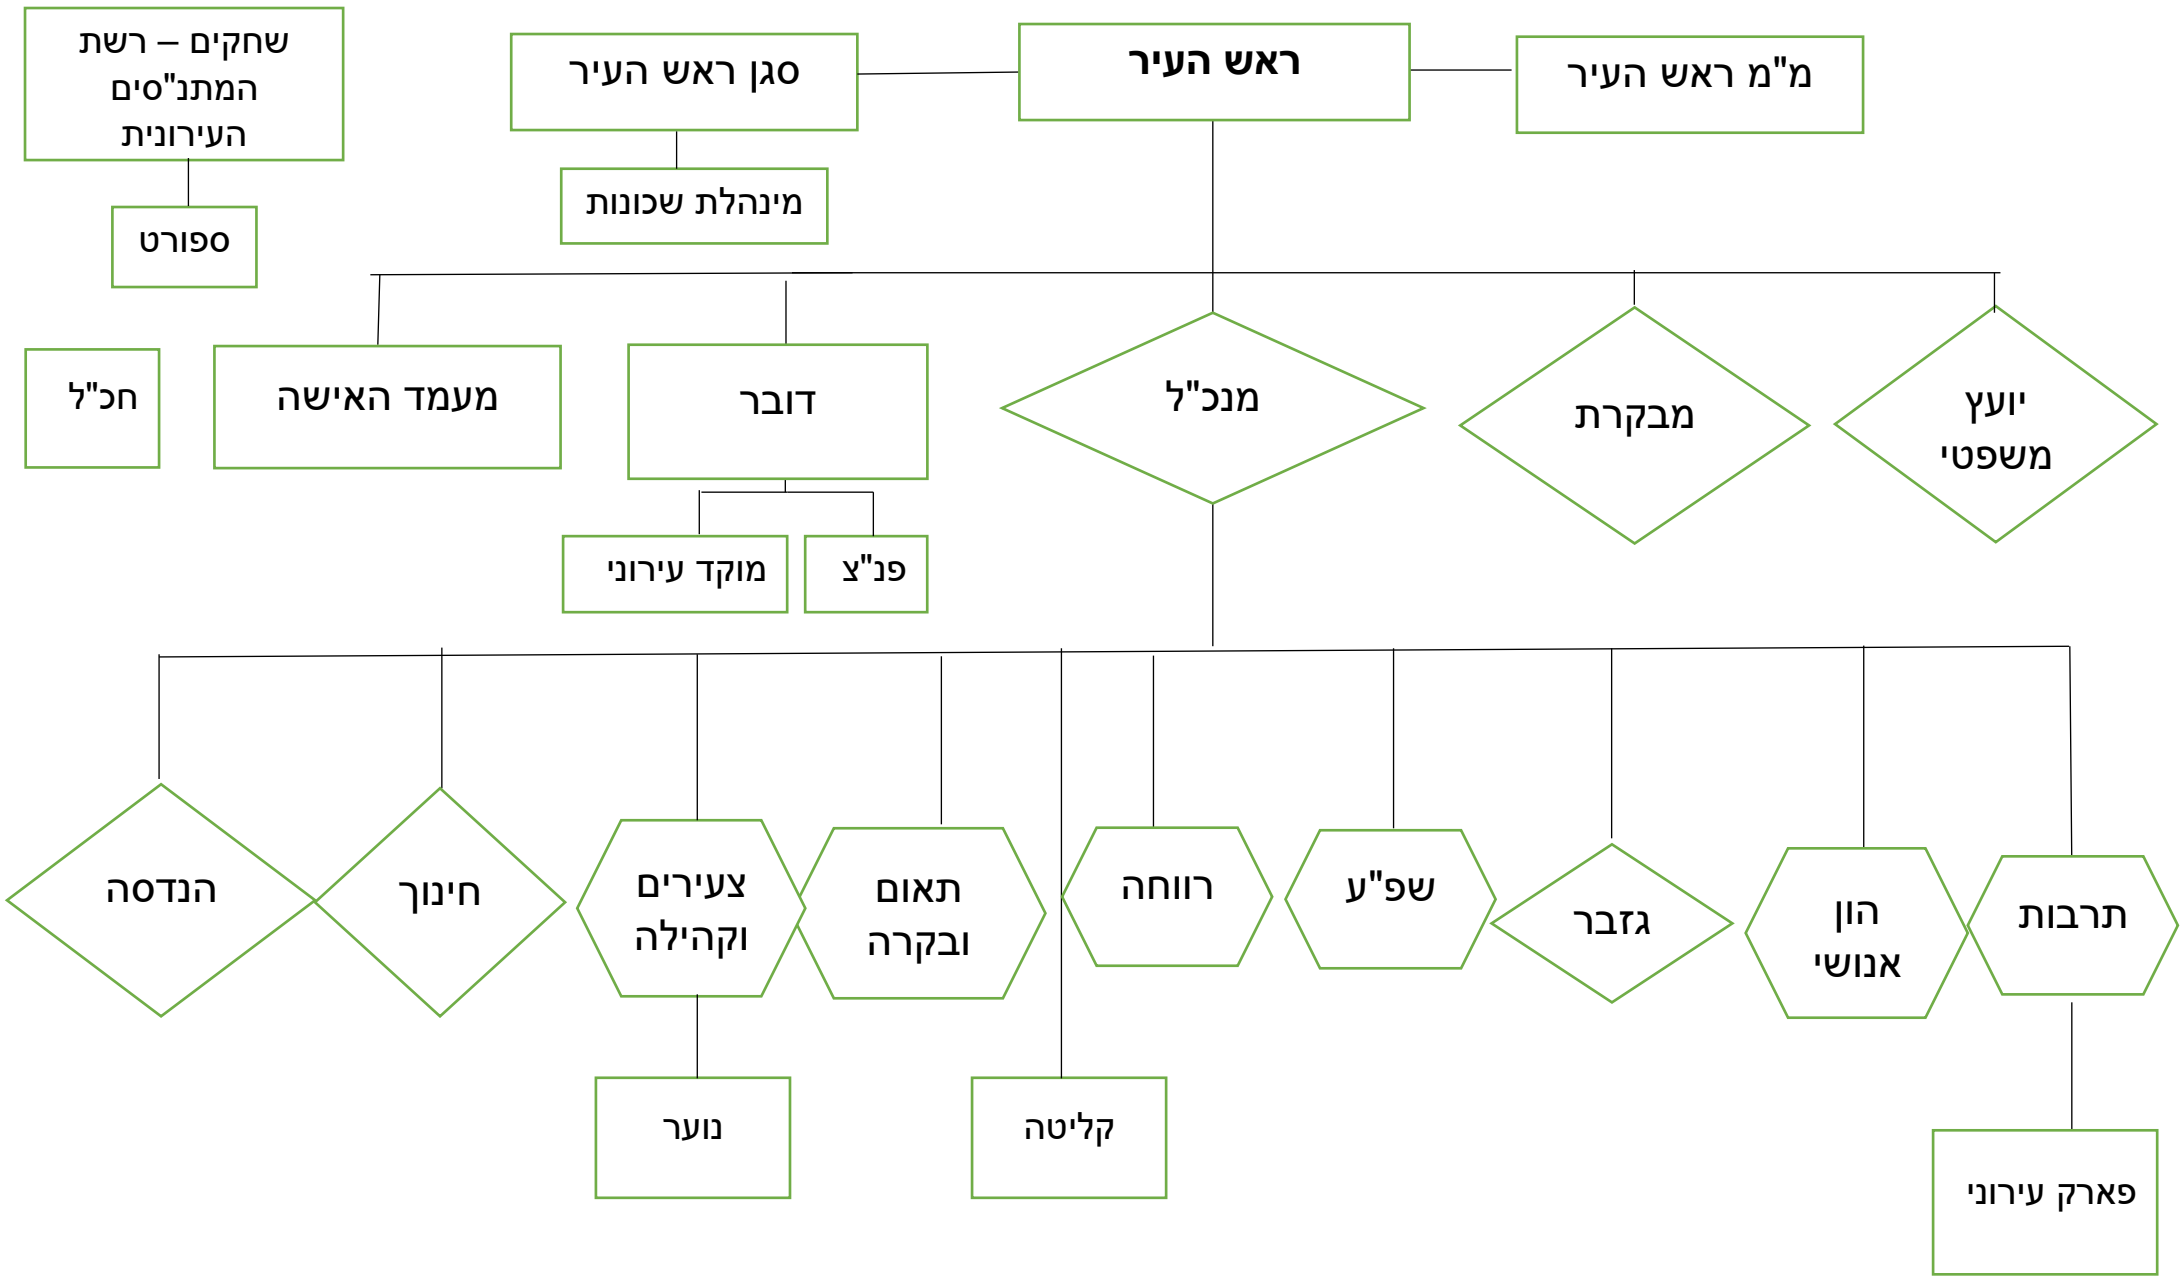 מ"מ ראש העיר
ראש העיר
סגן ראש העיר
שחקים – רשת
המתנ"סים
העירונית
מינהלת שכונות
ספורט
יועץ
משפטי
מבקרת
מנכ"ל
דובר
מעמד האישה
חכ"ל
פנ"צ
מוקד עירוני
תרבות
הון
אנושי
גזבר
שפ"ע
רווחה
תאום
ובקרה
צעירים
וקהילה
חינוך
הנדסה
פארק עירוני
קליטה
נוער